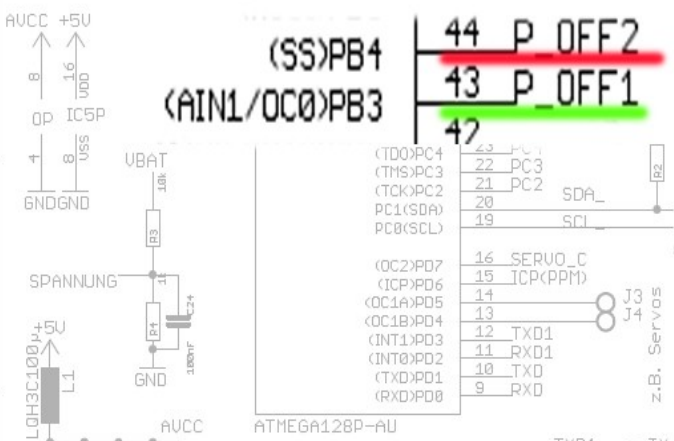 AVCC +5V
(SS)PB4 44 P_OFF2
(AIN1/OC0)PB3 43 P_OFF1
42
8 16 VDD
OP IC5P
4 8 VSS
GNDGND
VBAT
10k
R3
SPANNUNG
1k
R4
C24
100nF
GND
+5V
LQH3C100µ
L1
AVCC
(TDO)PC4 23 PC4
(TMS)PC3 22 PC3
(TCK)PC2 21 PC2
PC1(SDA) 20 SDA_
PC0(SCL) 19 SCL_
R2
(OC2)PD7 16 SERVO_C
(ICP)PD6 15 ICP(PPM)
(OC1A)PD5 14 J3
(OC1B)PD4 13 J4
(INT1)PD3 12 TXD1
(INT0)PD2 11 RXD1
(TXD)PD1 10 TXD
(RXD)PD0 9 RXD
z.B. Servos
ATMEGA128P-AU